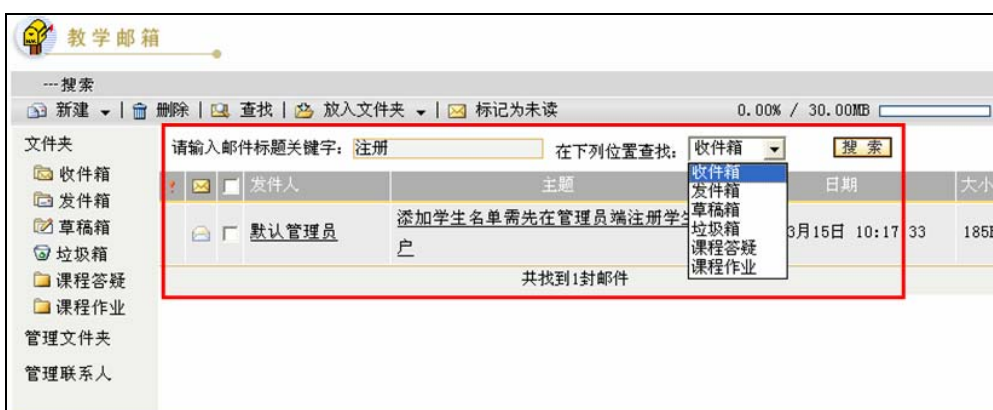 教学邮箱
---搜索
新建 | 删除 | 查找 | 放入文件夹 | 标记为未读 0.00% / 30.00MB
文件夹
收件箱
发件箱
草稿箱
垃圾箱
课程答疑
课程作业
管理文件夹
管理联系人
请输入邮件标题关键字: 注册 在下列位置查找: 收件箱 搜 索
收件箱
发件箱
草稿箱
垃圾箱
课程答疑
课程作业
! 发件人 主题 日期 大小
默认管理员 添加学生名单需先在管理员端注册学生 3月15日 10:17 33
户
共找到1封邮件